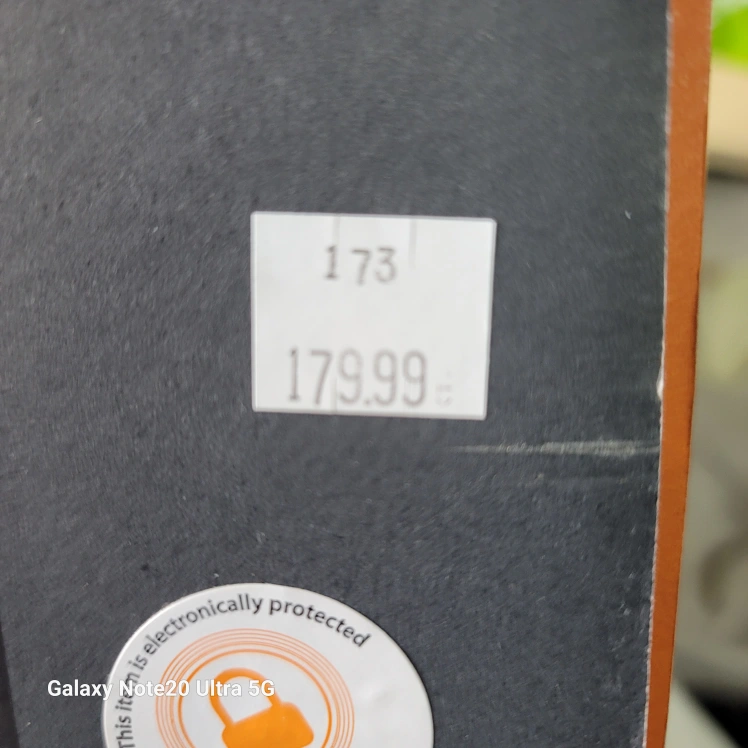 173
179.99
This item is electronically protected
Galaxy Note20 Ultra 5G